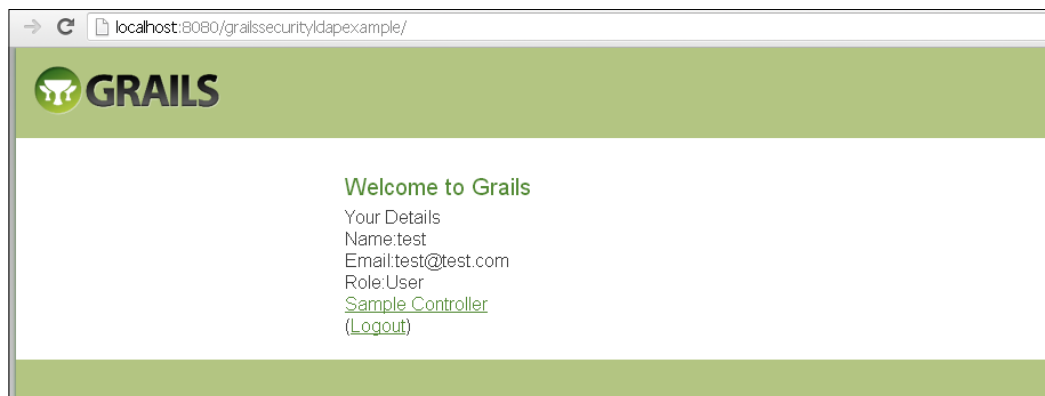 localhost:8080/grailssecurityldapexample/
GRAILS
Welcome to Grails
Your Details
Name:test
Email:test@test.com
Role:User
Sample Controller
(Logout)